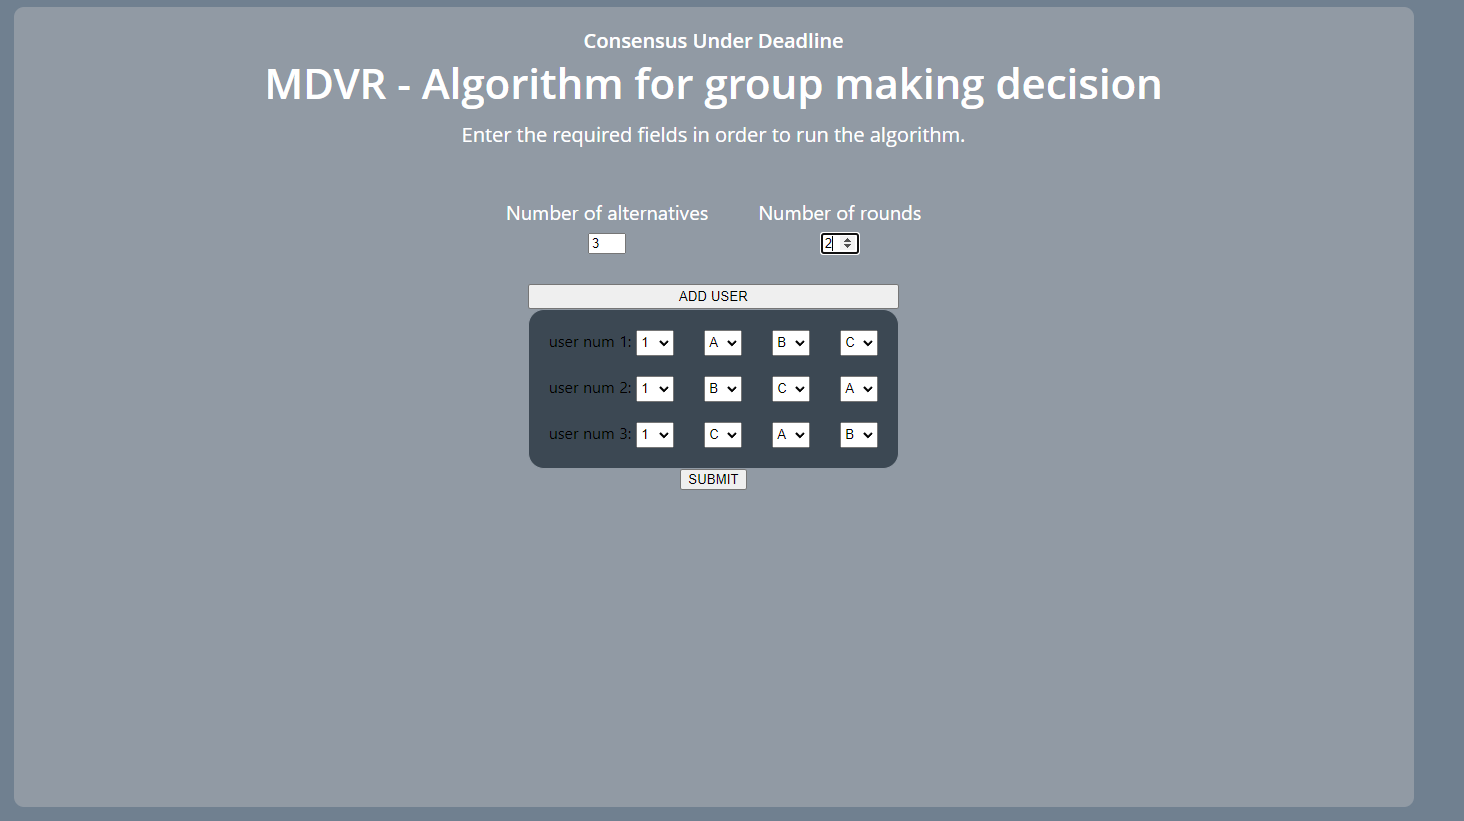 Consensus Under Deadline
MDVR - Algorithm for group making decision
Enter the required fields in order to run the algorithm.
Number of alternatives Number of rounds
3 2
ADD USER
user num 1: 1 A B C
user num 2: 1 B C A
user num 3: 1 C A B
SUBMIT